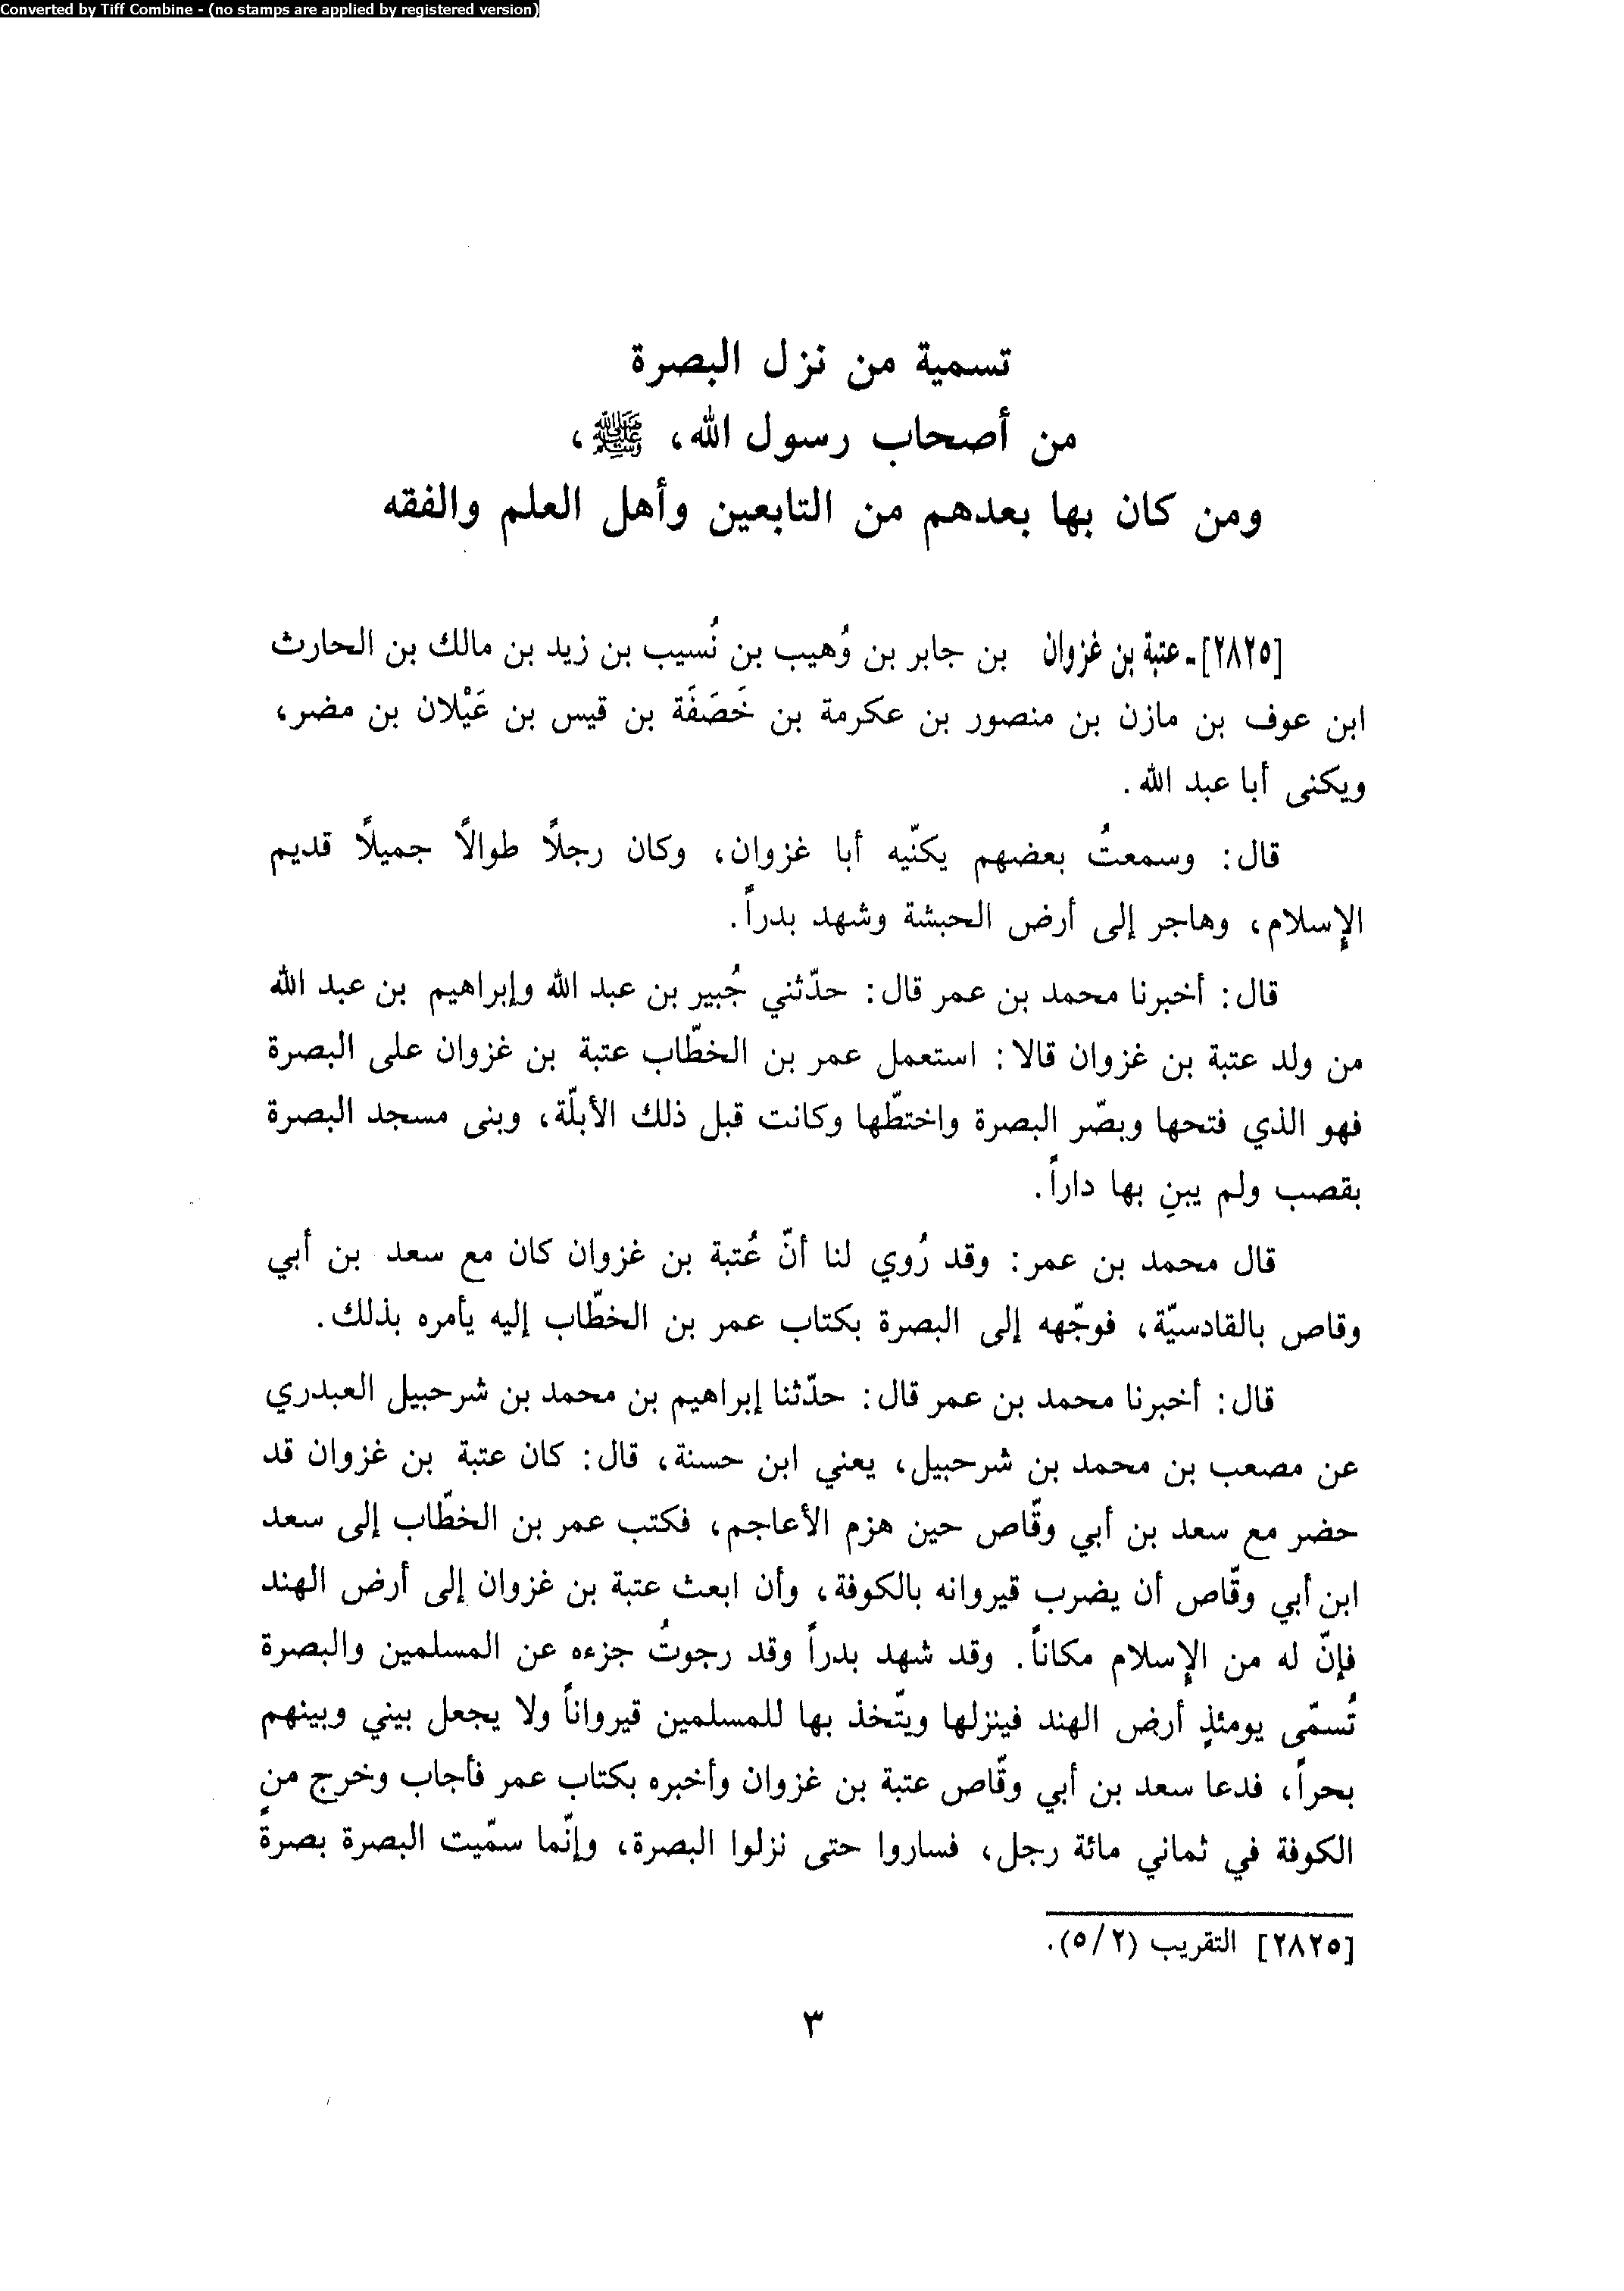 Converted by Tiff Combine - (no stamps are applied by registered version)
تسمية من نزل البصرة
من أصحاب رسول الله، ﷺ،
ومن كان بها بعدهم من التابعين وأهل العلم والفقه
[٢٨٢٥]ـ عتبة بن غزوان بن جابر بن وُهيب بن نُسيب بن زيد بن مالك بن الحارث
ابن عوف بن مازن بن منصور بن عكرمة بن خَصَفَة بن قيس بن عَيْلان بن مضر،
ويكنى أبا عبد الله.
قال: وسمعتُ بعضهم يكنّيه أبا غزوان، وكان رجلًا طوالًا جميلًا قديم
الإسلام، وهاجر إلى أرض الحبشة وشهد بدراً.
قال: أخبرنا محمد بن عمر قال: حدّثني جُبير بن عبد الله وإبراهيم بن عبد الله
من ولد عتبة بن غزوان قالا: استعمل عمر بن الخطّاب عتبة بن غزوان على البصرة
فهو الذي فتحها وبصّر البصرة واختطّها وكانت قبل ذلك الأبلّة، وبنى مسجد البصرة
بقصب ولم يبنِ بها داراً.
قال محمد بن عمر: وقد رُوي لنا أنّ عُتبة بن غزوان كان مع سعد بن أبي
وقاص بالقادسيّة، فوجّهه إلى البصرة بكتاب عمر بن الخطّاب إليه يأمره بذلك.
قال: أخبرنا محمد بن عمر قال: حدّثنا إبراهيم بن محمد بن شرحبيل العبدري
عن مصعب بن محمد بن شرحبيل، يعني ابن حسنة، قال: كان عتبة بن غزوان قد
حضر مع سعد بن أبي وقّاص حين هزم الأعاجم، فكتب عمر بن الخطّاب إلى سعد
ابن أبي وقّاص أن يضرب قيروانه بالكوفة، وأن ابعث عتبة بن غزوان إلى أرض الهند
فإنّ له من الإسلام مكاناً. وقد شهد بدراً وقد رجوتُ جزءه عن المسلمين والبصرة
تُسمّى يومئذٍ أرض الهند فينزلها ويتّخذ بها للمسلمين قيرواناً ولا يجعل بيني وبينهم
بحراً، فدعا سعد بن أبي وقّاص عتبة بن غزوان وأخبره بكتاب عمر فأجاب وخرج من
الكوفة في ثماني مائة رجل، فساروا حتى نزلوا البصرة، وإنّما سمّيت البصرة بصرةً
[٢٨٢٥] التقريب (٥/٢).
٣